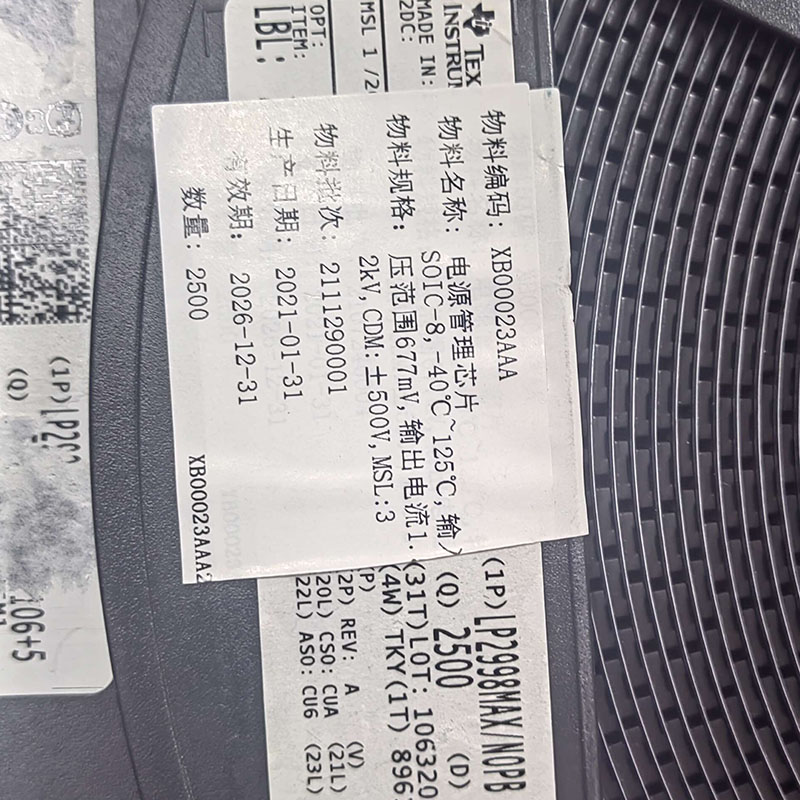 物料编码: XB00023AAA
物料名称: 电源管理芯片
物料规格: SOIC-8, -40℃~125℃, 输
压范围677mV, 输出电流1.
2kV, CDM: ±500V, MSL:3
物料批次: 2111290001
生产日期: 2021-01-31
有效期: 2026-12-31
数量: 2500
XB00023AAA2
TEX
INSTRUM
MADE IN:
2DC:
MSL 1 /2
OPT:
ITEM:
LBL:
(1P) LP2998MAX/NOPB
(Q) 2500 (D)
(31T)LOT: 106320
(4W) TKY(1T) 896
P)
2P) REV: A (V)
20L) CSO: CUA (21L)
22L) ASO: CU6 (23L)
(1P) LP29
(Q)
106+5